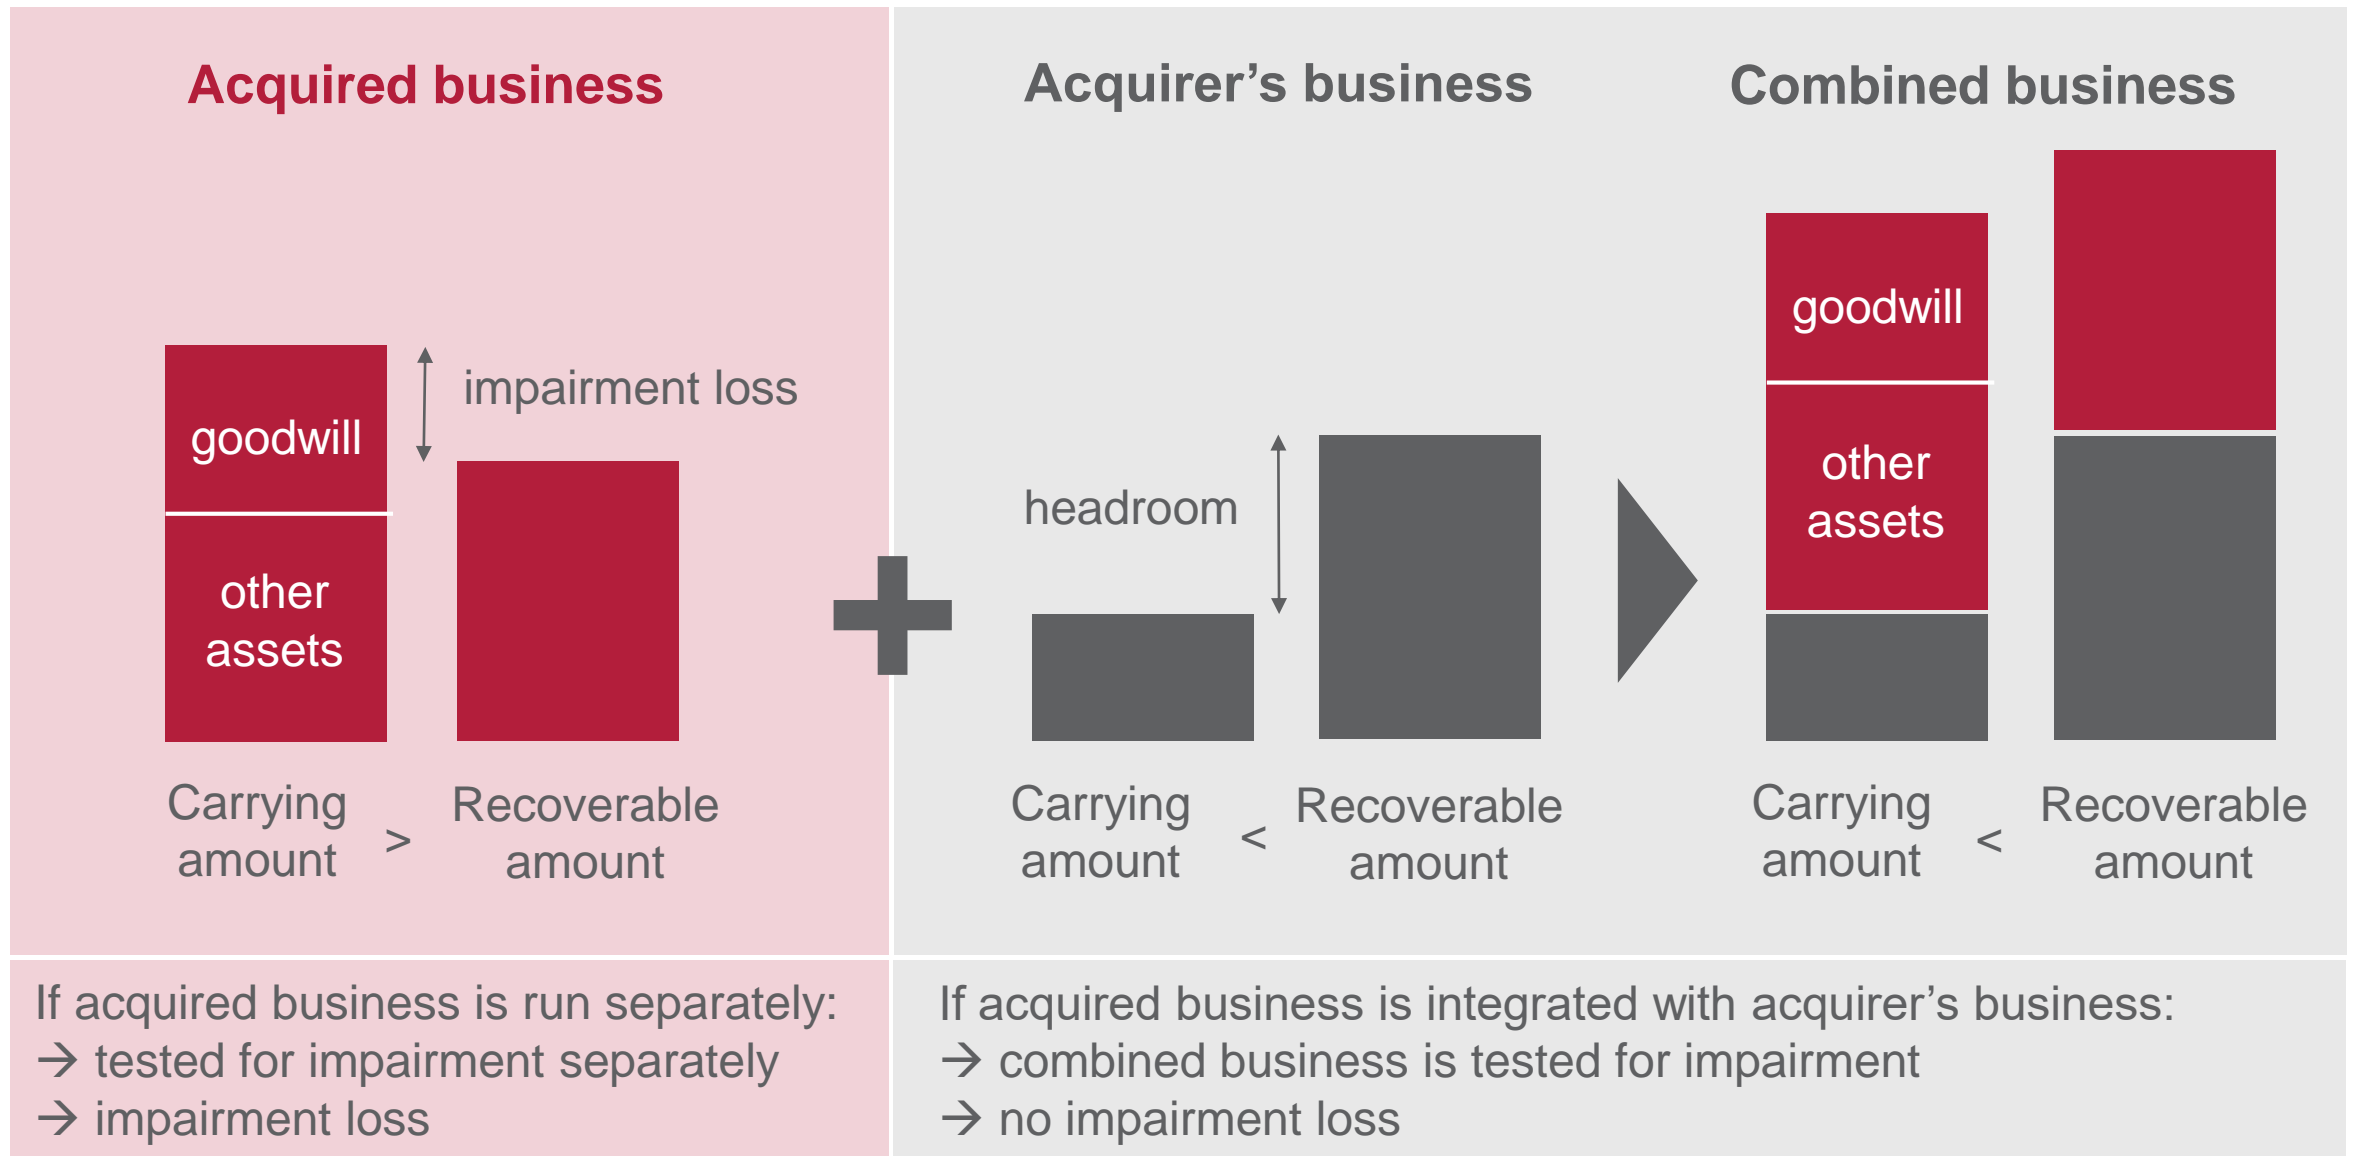 Acquired business
impairment loss
goodwill
other
assets
Carrying
amount
>
Recoverable
amount
Acquirer’s business
headroom
Carrying
amount
<
Recoverable
amount
Combined business
goodwill
other
assets
Carrying
amount
<
Recoverable
amount
If acquired business is run separately:
→ tested for impairment separately
→ impairment loss
If acquired business is integrated with acquirer’s business:
→ combined business is tested for impairment
→ no impairment loss